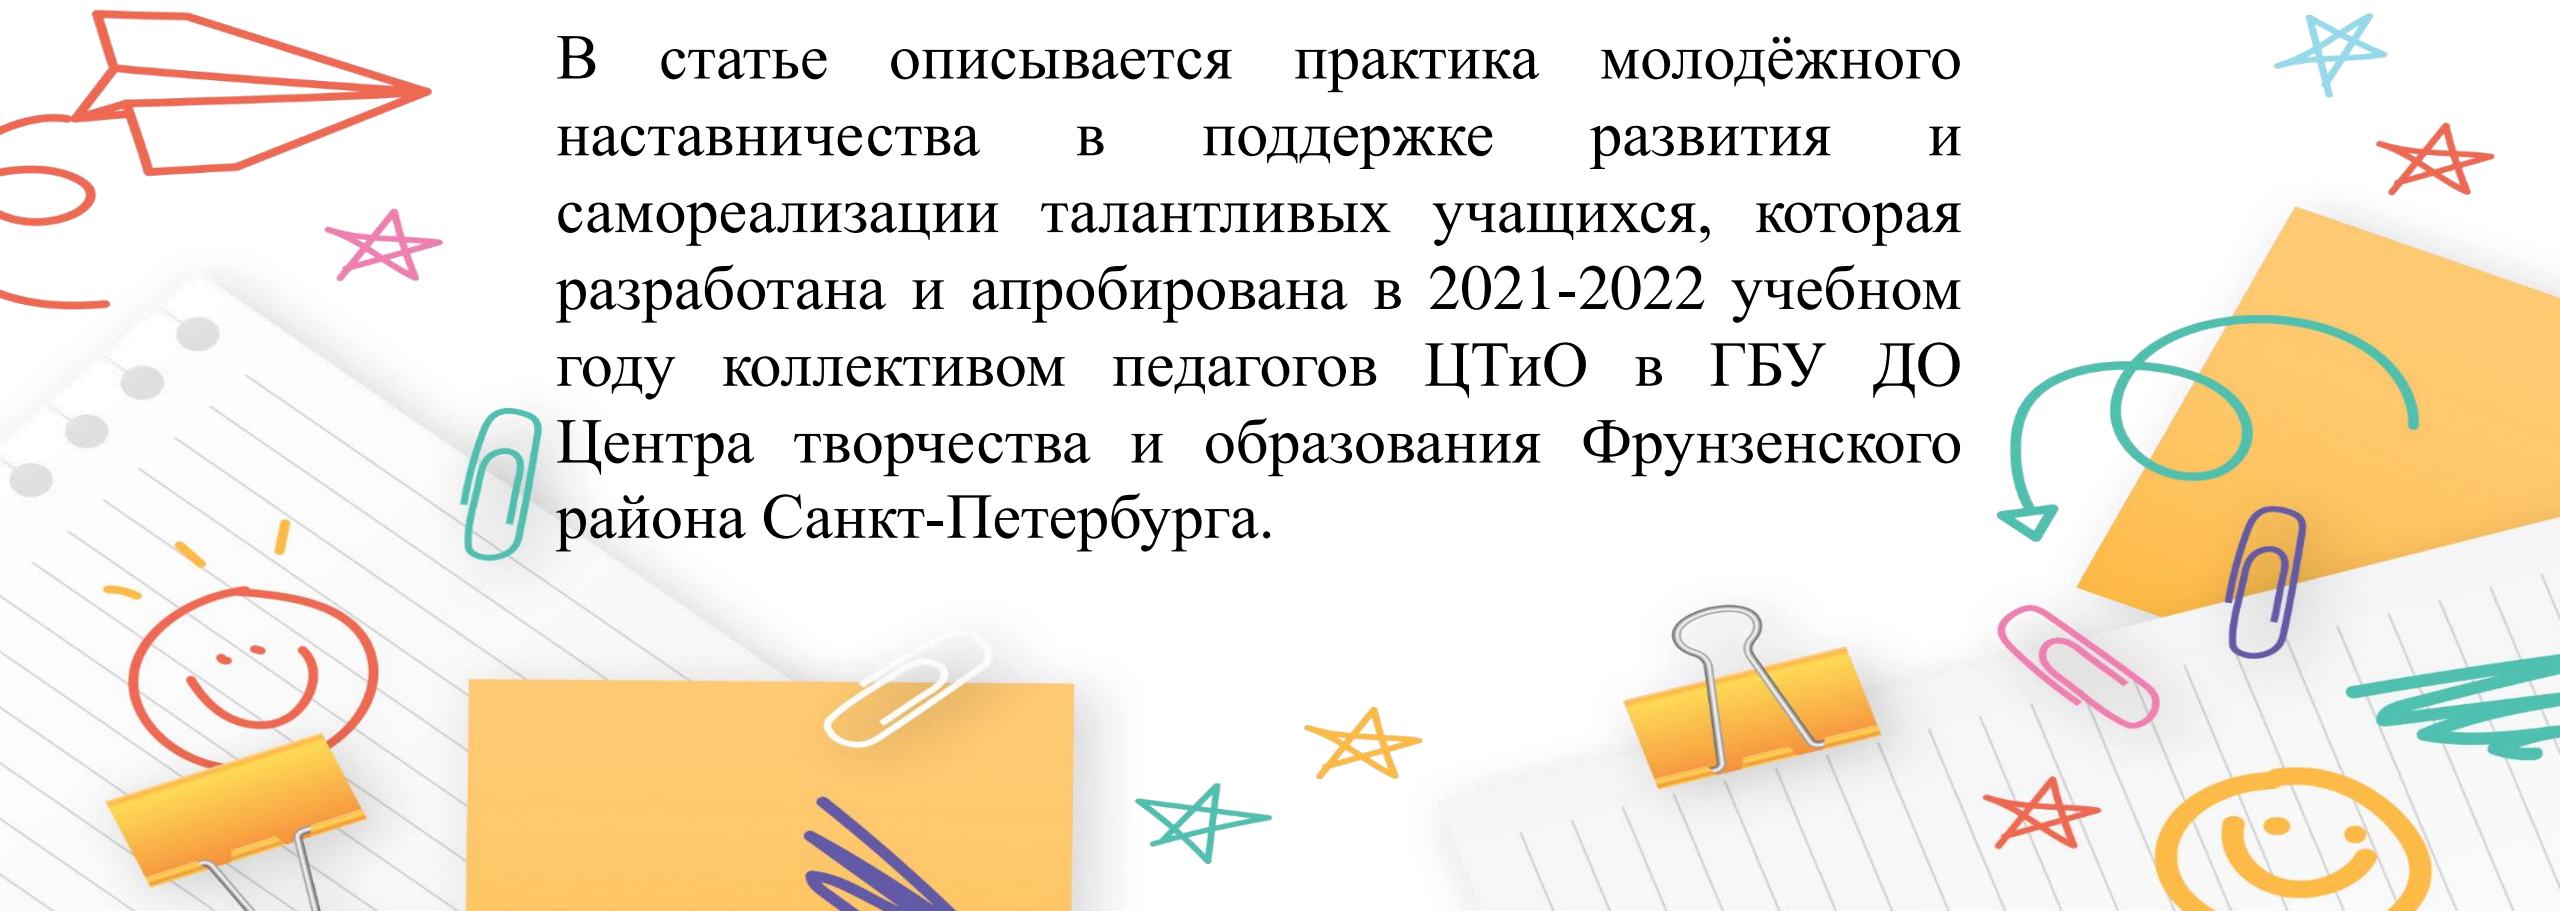 В статье описывается практика молодёжного
наставничества в поддержке развития и
самореализации талантливых учащихся, которая
разработана и апробирована в 2021-2022 учебном
году коллективом педагогов ЦТиО в ГБУ ДО
Центра творчества и образования Фрунзенского
района Санкт-Петербурга.